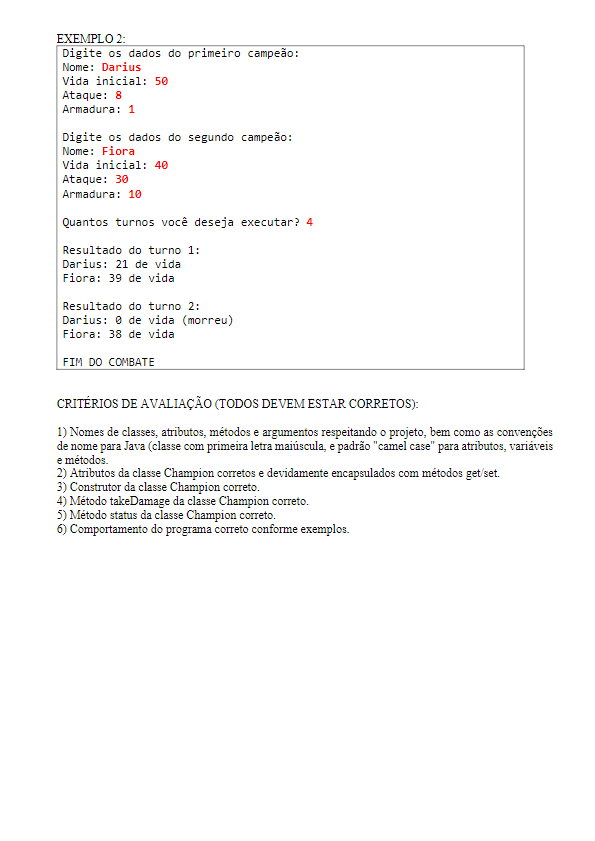 EXEMPLO 2:
Digite os dados do primeiro campeão:
Nome: Darius
Vida inicial: 50
Ataque: 8
Armadura: 1
Digite os dados do segundo campeão:
Nome: Fiora
Vida inicial: 40
Ataque: 30
Armadura: 10
Quantos turnos você deseja executar? 4
Resultado do turno 1:
Darius: 21 de vida
Fiora: 39 de vida
Resultado do turno 2:
Darius: 0 de vida (morreu)
Fiora: 38 de vida
FIM DO COMBATE
CRITÉRIOS DE AVALIAÇÃO (TODOS DEVEM ESTAR CORRETOS):
1) Nomes de classes, atributos, métodos e argumentos respeitando o projeto, bem como as convenções
de nome para Java (classe com primeira letra maiúscula, e padrão "camel case" para atributos, variáveis
e métodos.
2) Atributos da classe Champion corretos e devidamente encapsulados com métodos get/set.
3) Construtor da classe Champion correto.
4) Método takeDamage da classe Champion correto.
5) Método status da classe Champion correto.
6) Comportamento do programa correto conforme exemplos.